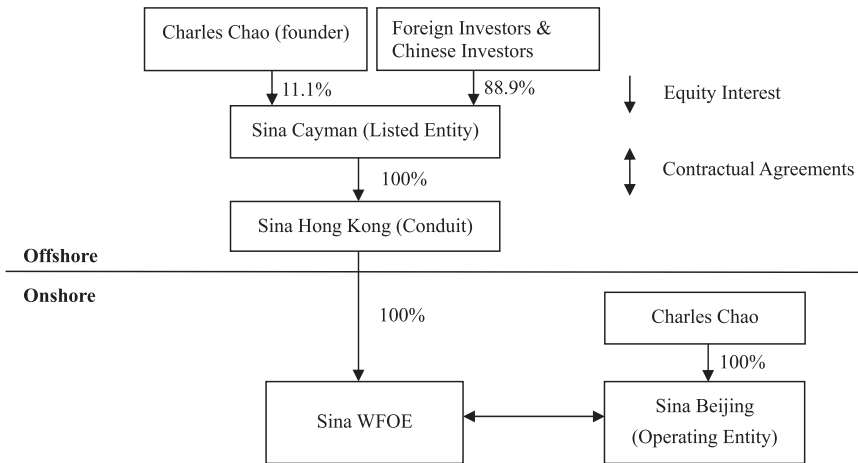 Charles Chao (founder)
Foreign Investors &
Chinese Investors
11.1%
88.9%
Equity Interest
Sina Cayman (Listed Entity)
100%
Contractual Agreements
Sina Hong Kong (Conduit)
Offshore
Onshore
100%
Charles Chao
100%
Sina WFOE
Sina Beijing
(Operating Entity)